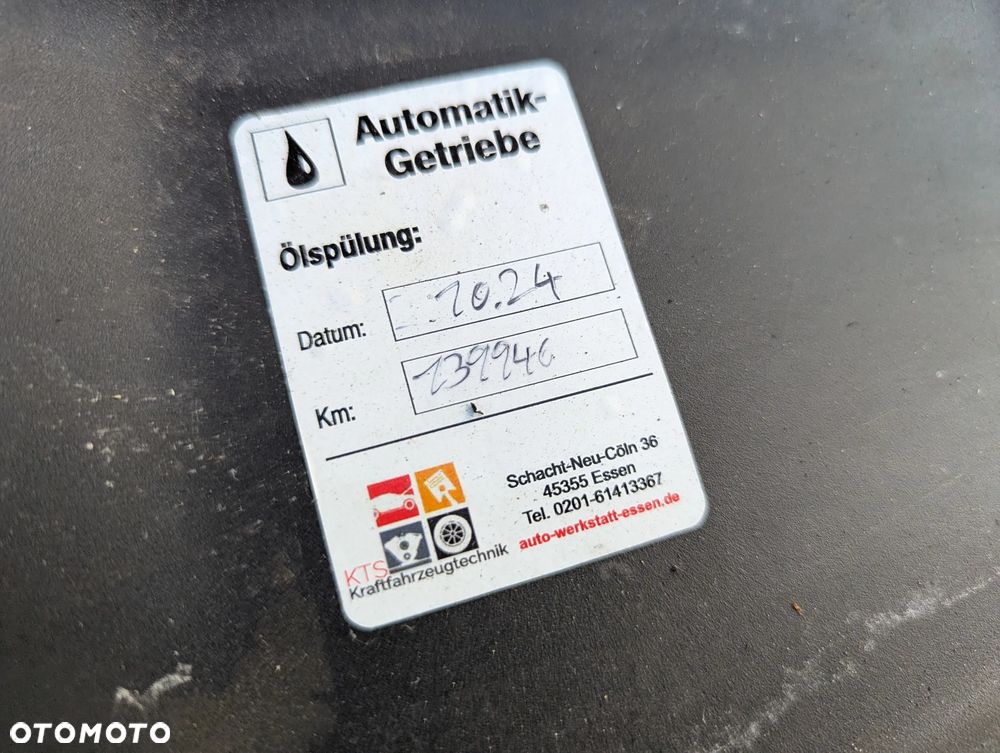 Automatik-
Getriebe
Ölspülung:
Datum: 10.24
Km: 139946
Schacht-Neu-Cöln 36
45355 Essen
Tel. 0201-61413367
auto-werkstatt-essen.de
KTS
Kraftfahrzeugtechnik
OTOMOTO